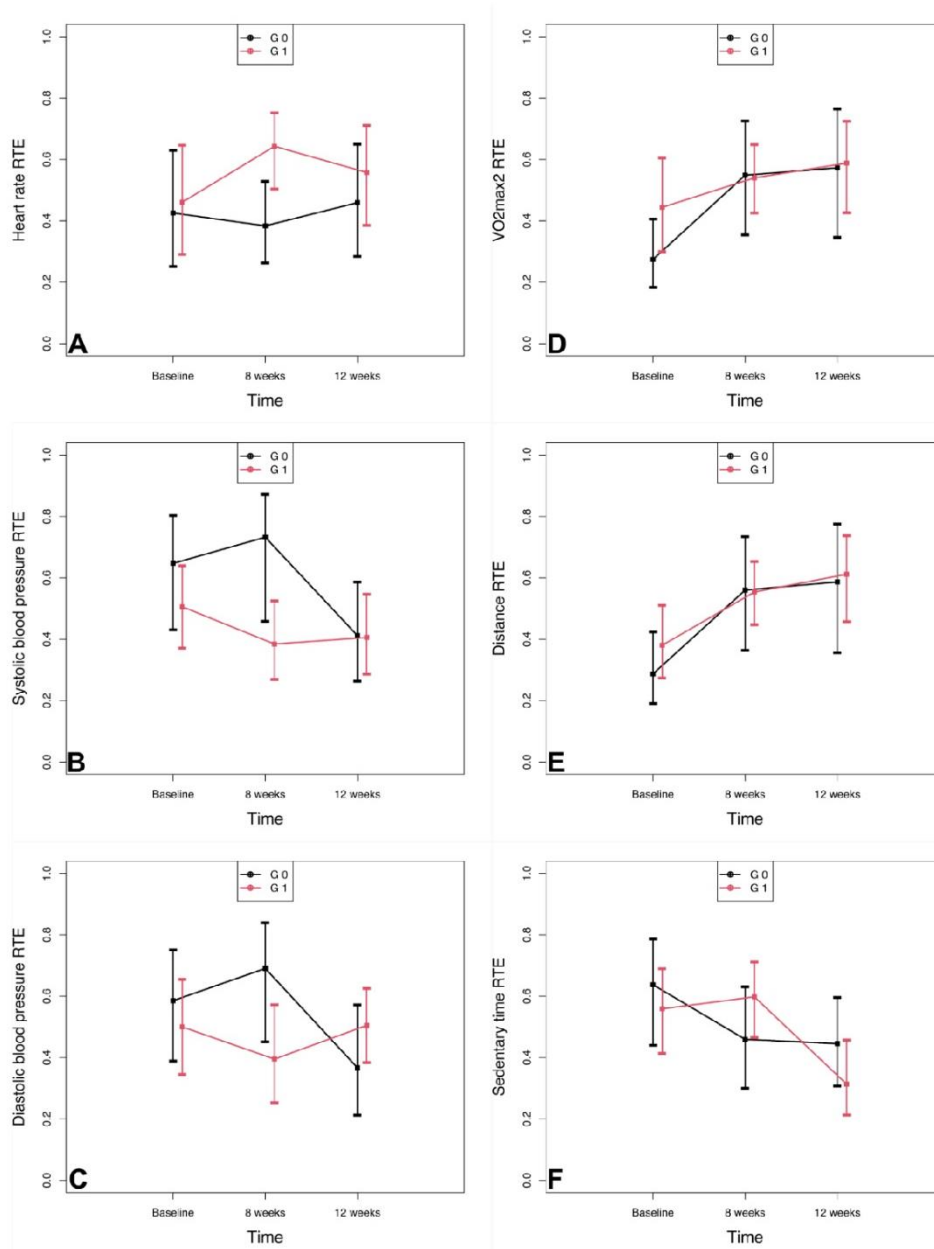 G 0
G 1
1.0
0.8
0.6
0.4
0.2
0.0
Heart rate RTE
A
Baseline
8 weeks
12 weeks
Time
G 0
G 1
1.0
0.8
0.6
0.4
0.2
0.0
VO2max2 RTE
D
Baseline
8 weeks
12 weeks
Time
G 0
G 1
1.0
0.8
0.6
0.4
0.2
0.0
Systolic blood pressure RTE
B
Baseline
8 weeks
12 weeks
Time
G 0
G 1
1.0
0.8
0.6
0.4
0.2
0.0
Distance RTE
E
Baseline
8 weeks
12 weeks
Time
G 0
G 1
1.0
0.8
0.6
0.4
0.2
0.0
Diastolic blood pressure RTE
C
Baseline
8 weeks
12 weeks
Time
G 0
G 1
1.0
0.8
0.6
0.4
0.2
0.0
Sedentary time RTE
F
Baseline
8 weeks
12 weeks
Time